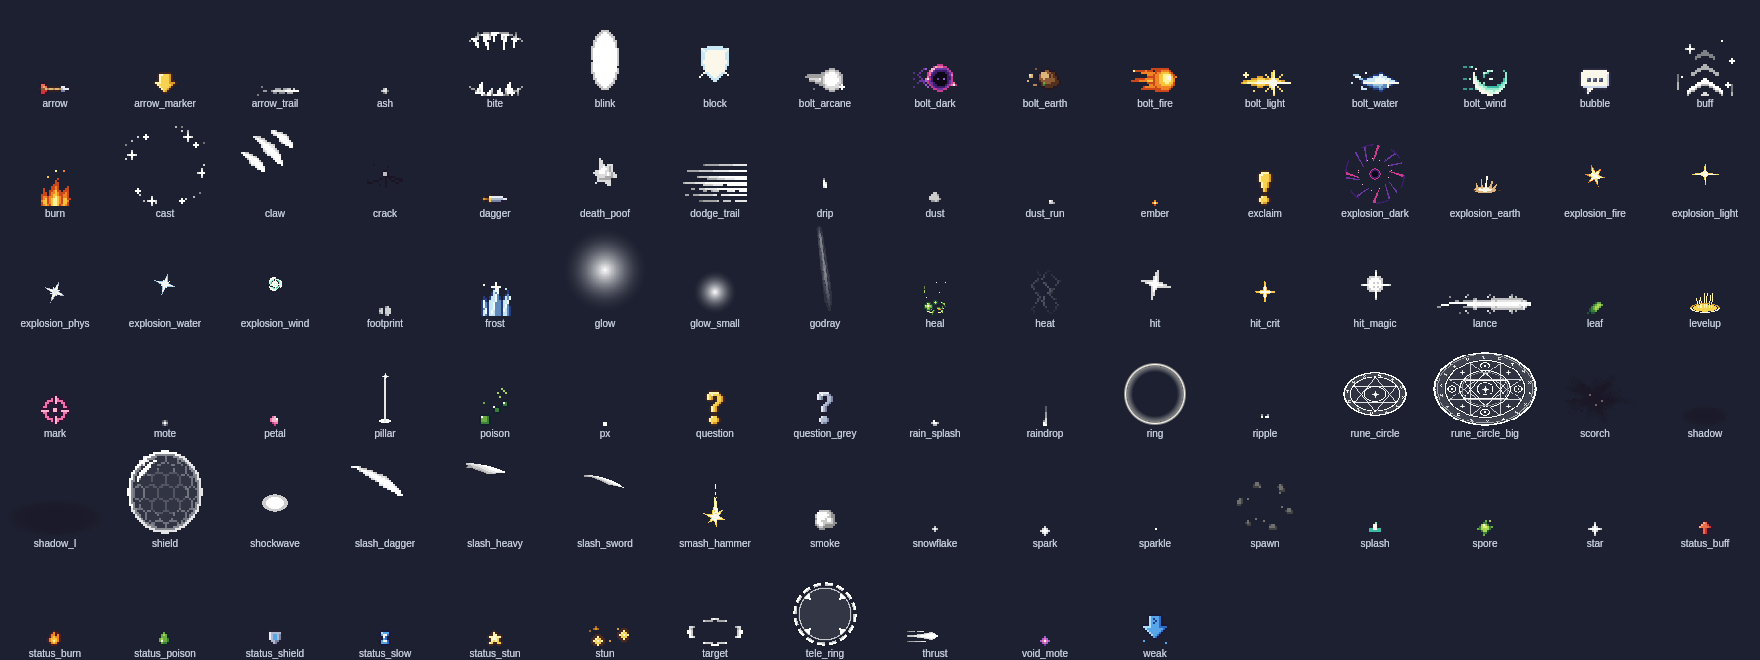 arrow arrow_marker arrow_trail ash bite blink block bolt_arcane bolt_dark bolt_earth bolt_fire bolt_light bolt_water bolt_wind bubble buff
burn cast claw crack dagger death_poof dodge_trail drip dust dust_run ember exclaim explosion_dark explosion_earth explosion_fire explosion_light
explosion_phys explosion_water explosion_wind footprint frost glow glow_small godray heal heat hit hit_crit hit_magic lance leaf levelup
mark mote petal pillar poison px question question_grey rain_splash raindrop ring ripple rune_circle rune_circle_big scorch shadow
shadow_l shield shockwave slash_dagger slash_heavy slash_sword smash_hammer smoke snowflake spark sparkle spawn splash spore star status_buff
status_burn status_poison status_shield status_slow status_stun stun target tele_ring thrust void_mote weak